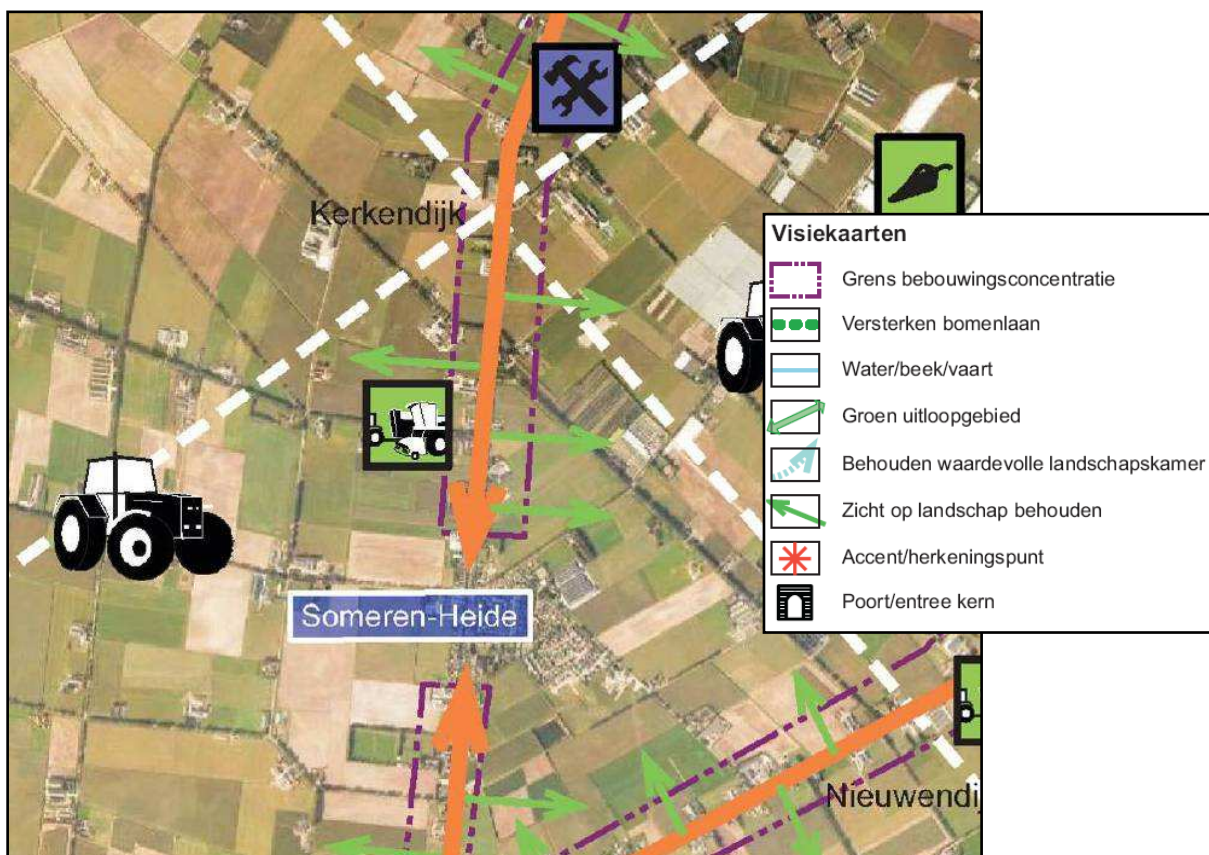 Kerkendijk
Visiekaarten
Grens bebouwingsconcentratie
Versterken bomenlaan
Water/beek/vaart
Groen uitloopgebied
Behouden waardevolle landschapskamer
Zicht op landschap behouden
Accent/herkeningspunt
Poort/entree kern
Someren-Heide
Nieuwendij